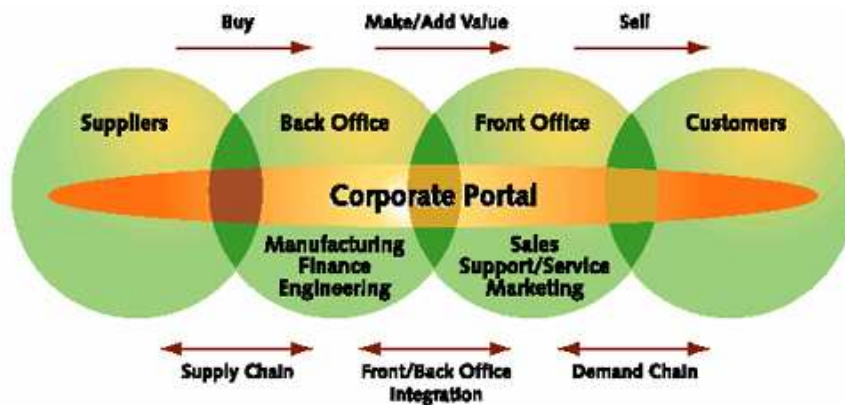 Buy
Make/Add Value
Sell
Suppliers
Back Office
Front Office
Customers
Corporate Portal
Manufacturing
Finance
Engineering
Sales
Support/Service
Marketing
Supply Chain
Front/Back Office
Integration
Demand Chain